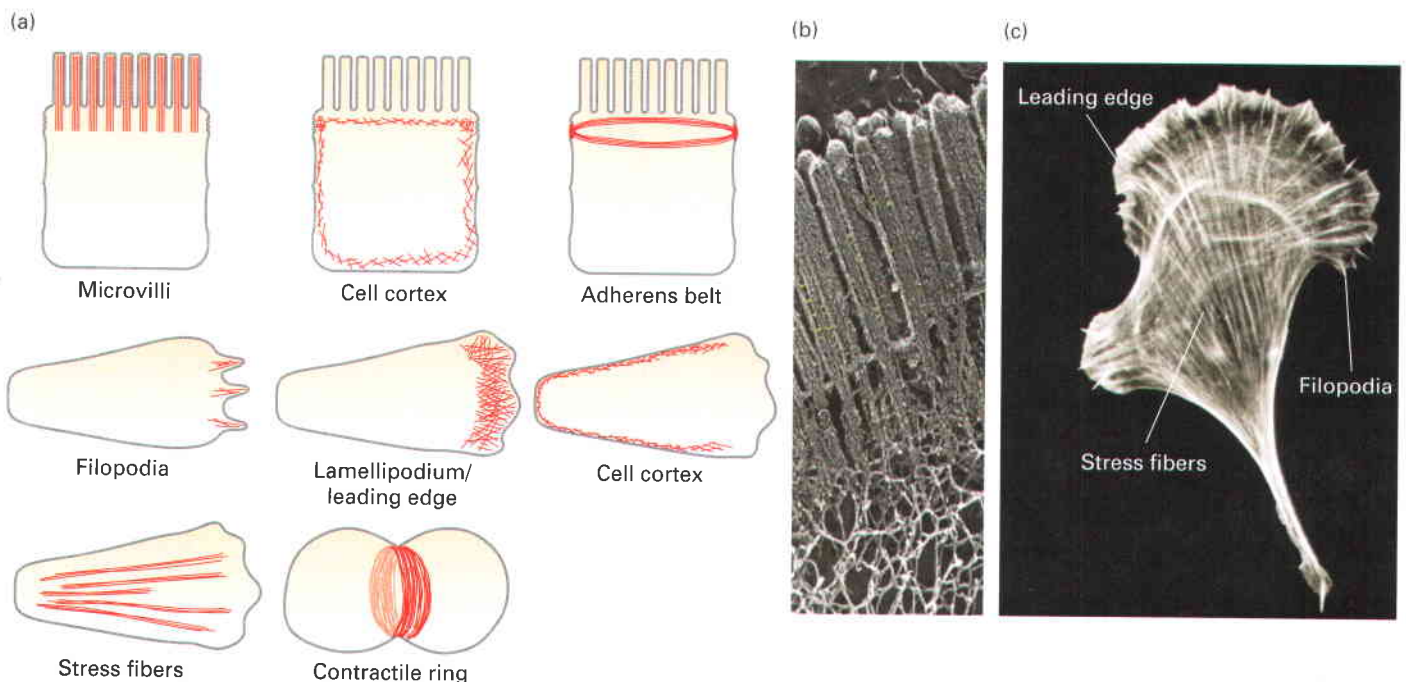 (a)
Microvilli
Cell cortex
Adherens belt
Filopodia
Lamellipodium/
leading edge
Cell cortex
Stress fibers
Contractile ring
(b)
(c)
Leading edge
Filopodia
Stress fibers